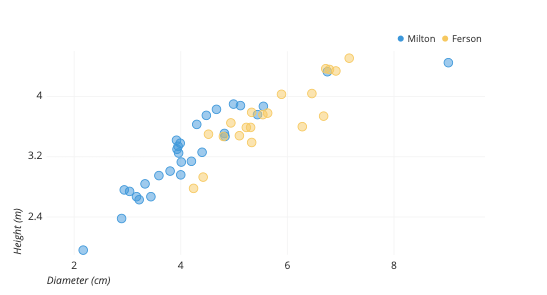 Milton Ferson
4
3.2
2.4
Height (m)
2 4 6 8
Diameter (cm)